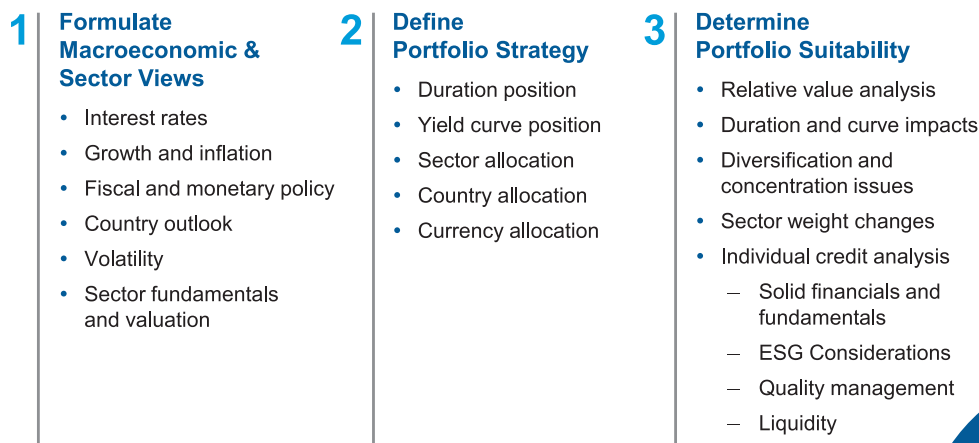 1
Formulate
Macroeconomic &
Sector Views
• Interest rates
• Growth and inflation
• Fiscal and monetary policy
• Country outlook
• Volatility
• Sector fundamentals
and valuation
2
Define
Portfolio Strategy
• Duration position
• Yield curve position
• Sector allocation
• Country allocation
• Currency allocation
3
Determine
Portfolio Suitability
• Relative value analysis
• Duration and curve impacts
• Diversification and
concentration issues
• Sector weight changes
• Individual credit analysis
— Solid financials and
fundamentals
— ESG Considerations
— Quality management
— Liquidity